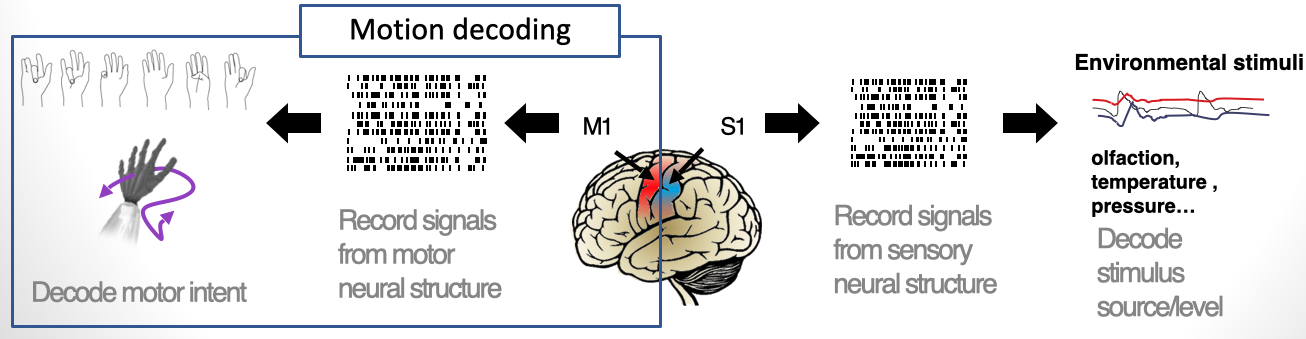 Motion decoding
Decode motor intent
Record signals
from motor
neural structure
M1
S1
Record signals
from sensory
neural structure
Environmental stimuli
olfaction,
temperature ,
pressure...
Decode
stimulus
source/level